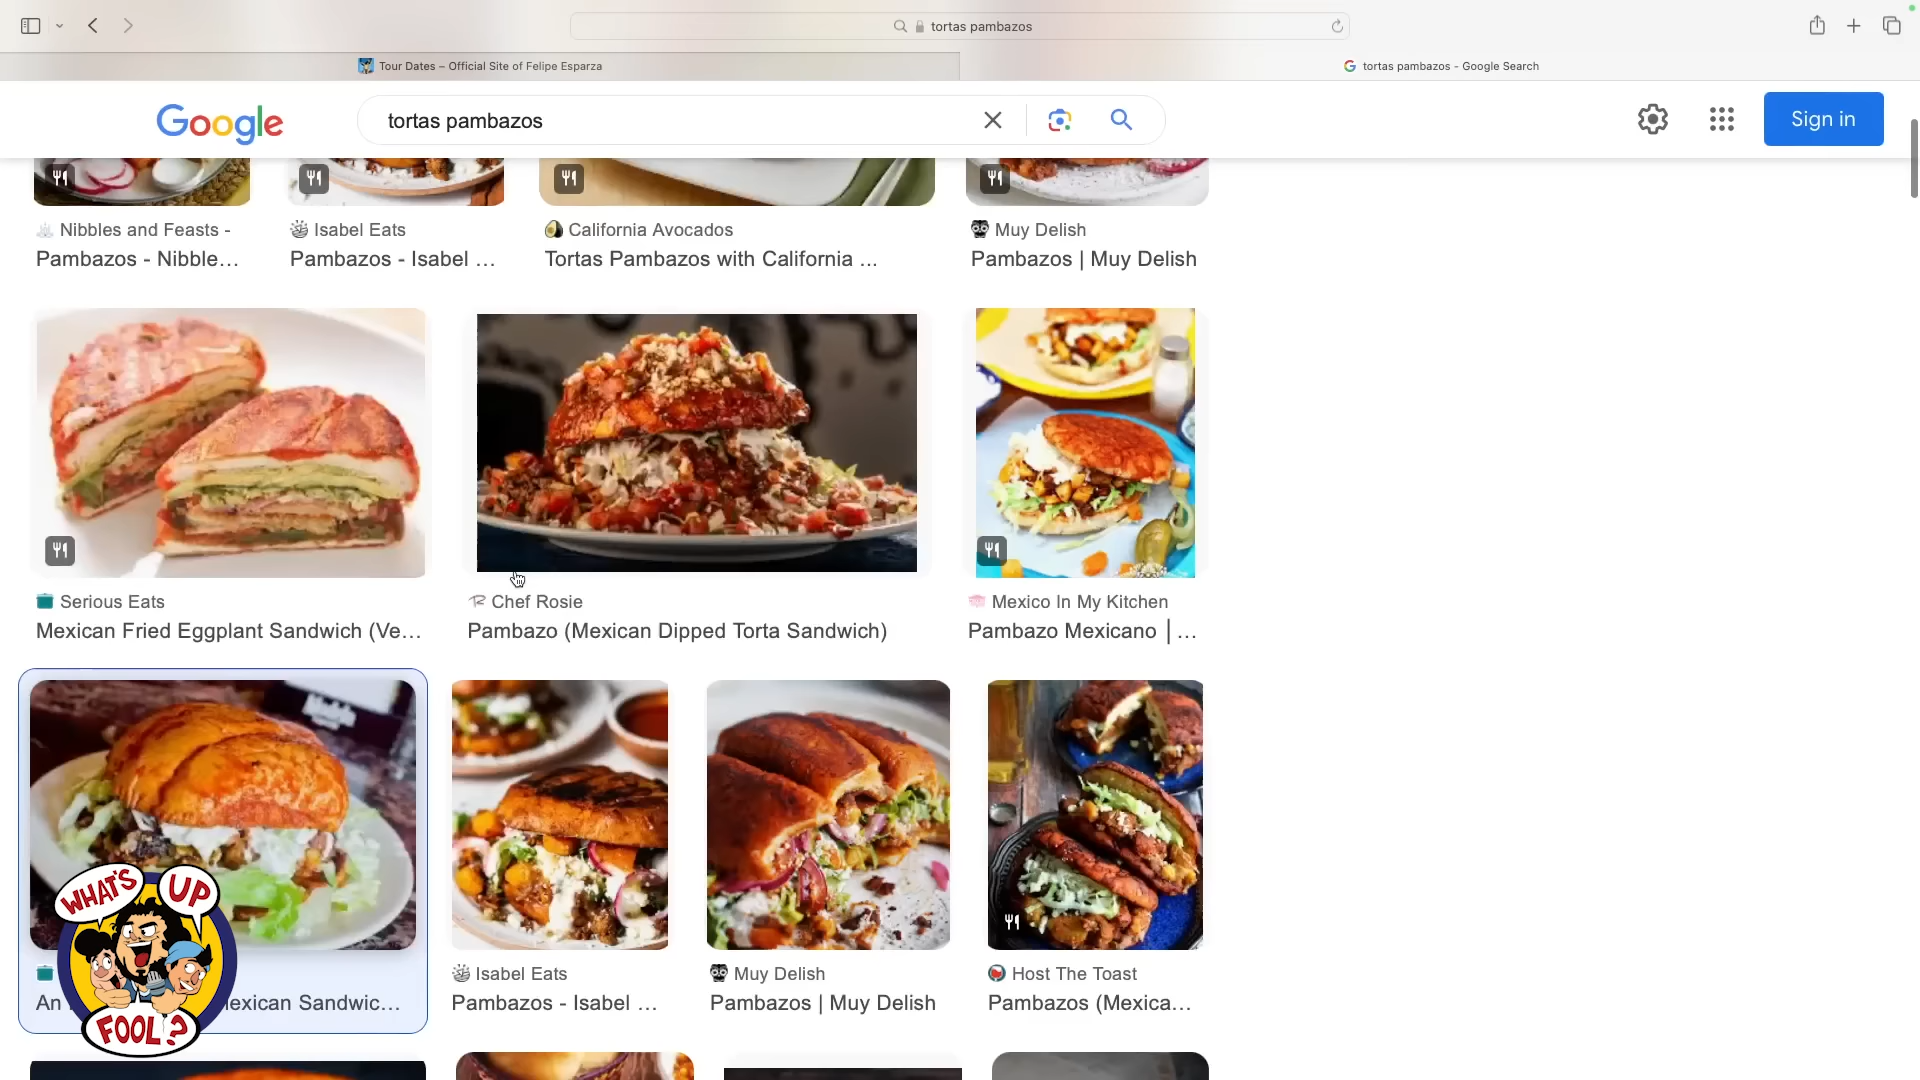 tortas pambazos
Tour Dates – Official Site of Felipe Esparza
tortas pambazos - Google Search
Google
tortas pambazos
Sign in
Nibbles and Feasts -
Pambazos - Nibble...
Isabel Eats
Pambazos - Isabel ...
California Avocados
Tortas Pambazos with California ...
Muy Delish
Pambazos | Muy Delish
Serious Eats
Mexican Fried Eggplant Sandwich (Ve...
Chef Rosie
Pambazo (Mexican Dipped Torta Sandwich)
Mexico In My Kitchen
Pambazo Mexicano | ...
An
Mexican Sandwic...
Isabel Eats
Pambazos - Isabel ...
Muy Delish
Pambazos | Muy Delish
Host The Toast
Pambazos (Mexica...
WHAT'S
UP
FOOL?